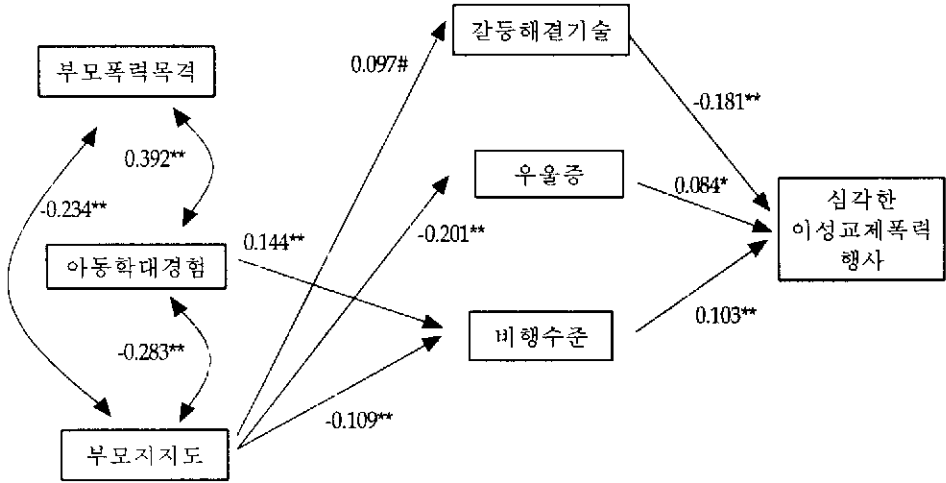 갈등해결기술
0.097#
부모폭력목격
-0.181**
0.392**
우울증
0.084*
심각한
이성교제폭력
행사
-0.234**
-0.201**
0.144**
아동학대경험
비행수준
0.103**
-0.283**
-0.109**
부모지지도